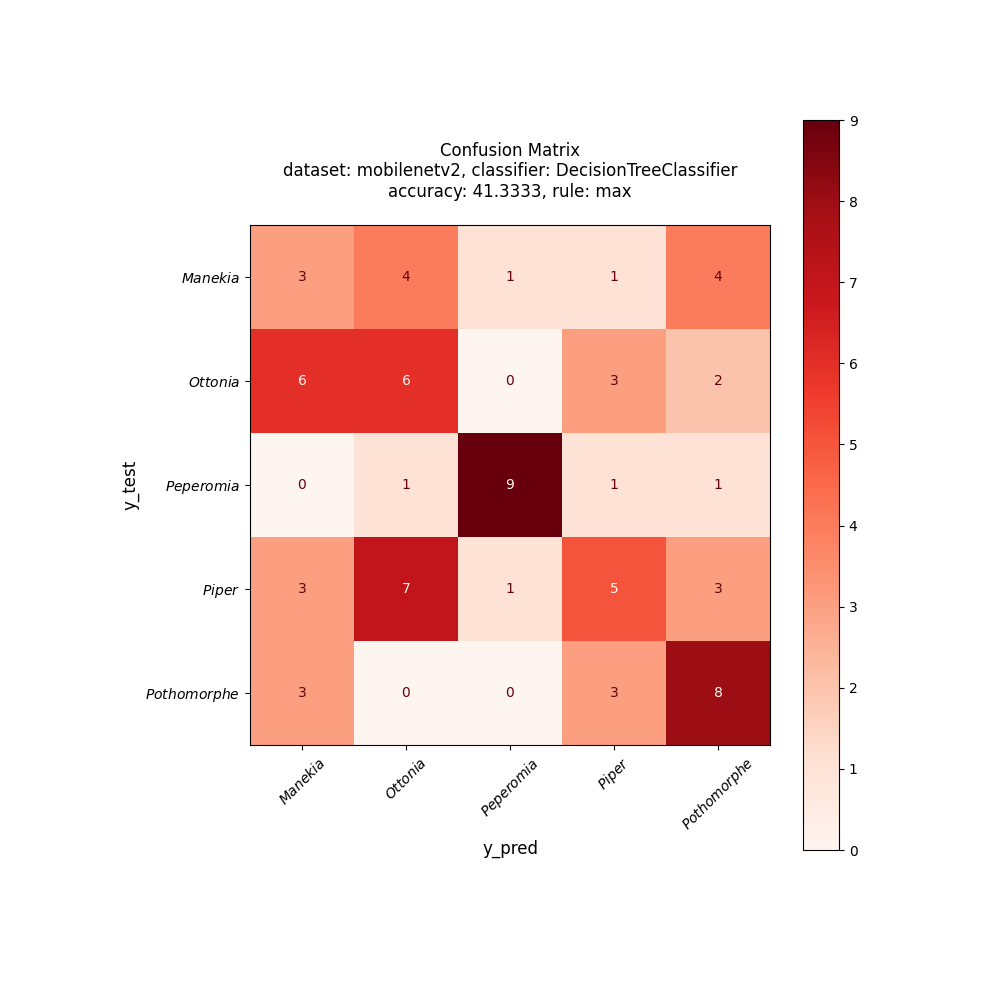 Confusion Matrix
dataset: mobilenetv2, classifier: DecisionTreeClassifier
accuracy: 41.3333, rule: max
y_test
Manekia 3 4 1 1 4
Ottonia 6 6 0 3 2
Peperomia 0 1 9 1 1
Piper 3 7 1 5 3
Pothomorphe 3 0 0 3 8
Manekia Ottonia Peperomia Piper Pothomorphe
y_pred
9
8
7
6
5
4
3
2
1
0